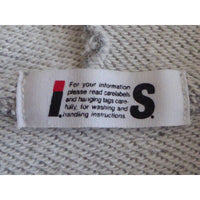 I.S.
For your information
please read carelabels
and hanging tags care-
fully, for washing and
handling instructions.